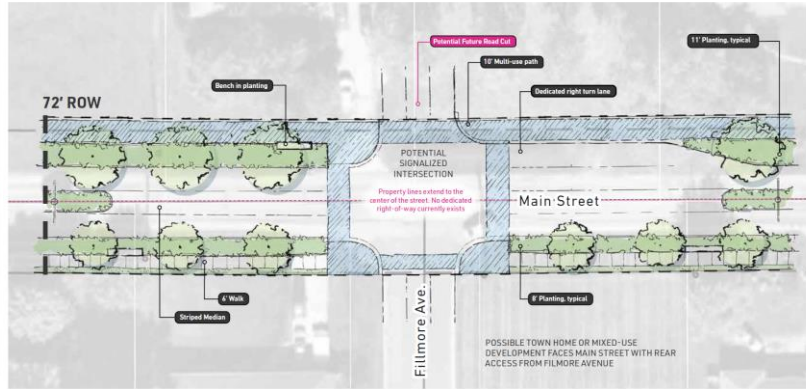 Potential Future Road Cut
11' Planting, typical
10' Multi-use path
Bench in planting
Dedicated right turn lane
72' ROW
POTENTIAL
SIGNALIZED
INTERSECTION
Property lines extend to the
center of the street. No dedicated
right-of-way currently exists
Main Street
6' Walk
8' Planting, typical
Striped Median
Fillmore Ave.
POSSIBLE TOWN HOME OR MIXED-USE
DEVELOPMENT FACES MAIN STREET WITH REAR
ACCESS FROM FILMORE AVENUE